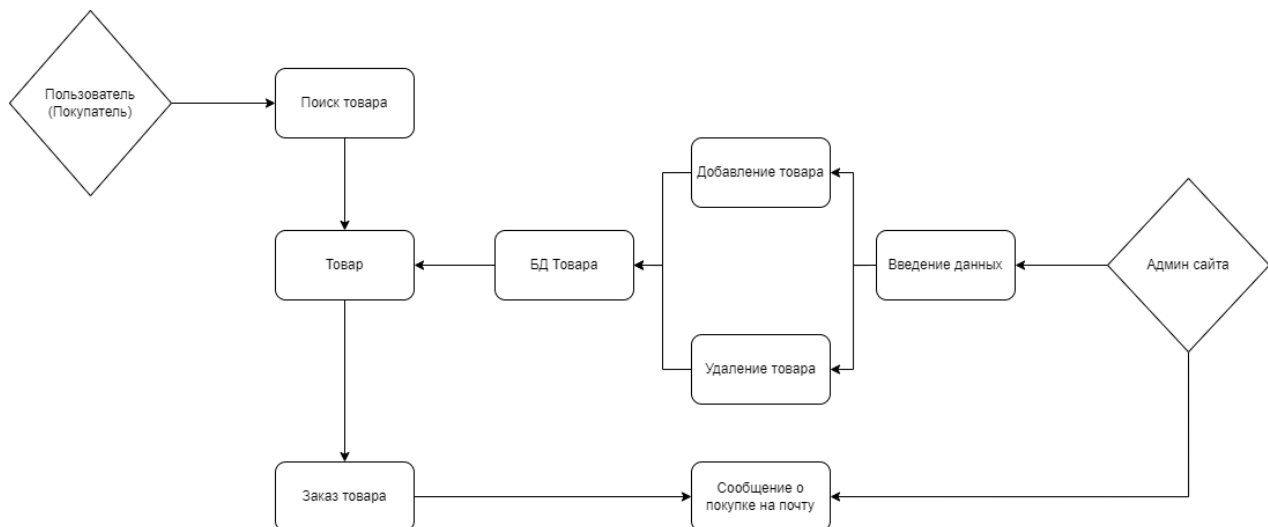 Пользователь
(Покупатель)
Поиск товара
Добавление товара
Товар
БД Товара
Введение данных
Админ сайта
Удаление товара
Заказ товара
Сообщение о
покупке на почту